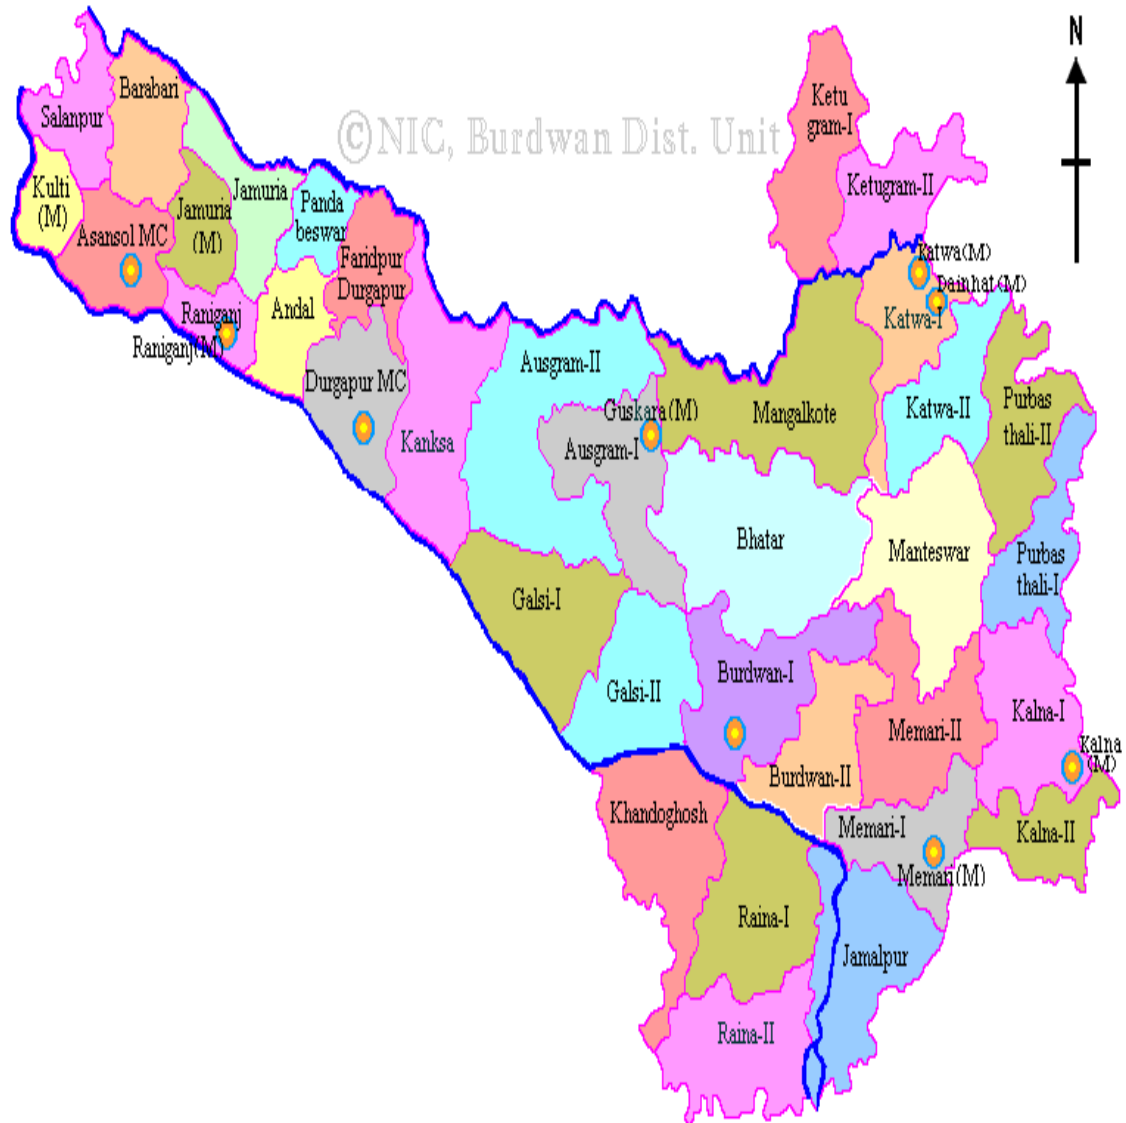 N
Barabari
Salanpur
Ketu
gram-I
©NIC, Burdwan Dist. Unit
Kulti
(M)
Jamuria
Ketugram-II
Jamuria
(M)
Panda
beswar
Asansol MC
Faridpur
Durgapur
Katwa(M)
Dainhat(M)
Raniganj
Raniganj(M)
Andal
Katwa-I
Ausgram-II
Durgapur MC
Guskara(M)
Mangalkote
Katwa-II
Purbas
thali-II
Kanksa
Ausgram-I
Bhatar
Manteswar
Purbas
thali-I
Galsi-I
Galsi-II
Burdwan-I
Kalna-I
Memari-II
Kalna
(M)
Burdwan-II
Khandoghosh
Memari-I
Kalna-II
Memari(M)
Raina-I
Jamalpur
Raina-II